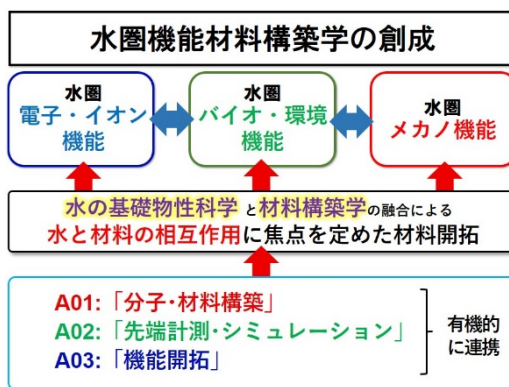 水圏機能材料構築学の創成
水圏
電子・イオン
機能
水圏
バイオ・環境
機能
水圏
メカノ機能
水の基礎物性科学と材料構築学の融合による
水と材料の相互作用に焦点を定めた材料開拓
A01:「分子・材料構築」
A02:「先端計測・シミュレーション」
A03:「機能開拓」
有機的
に連携